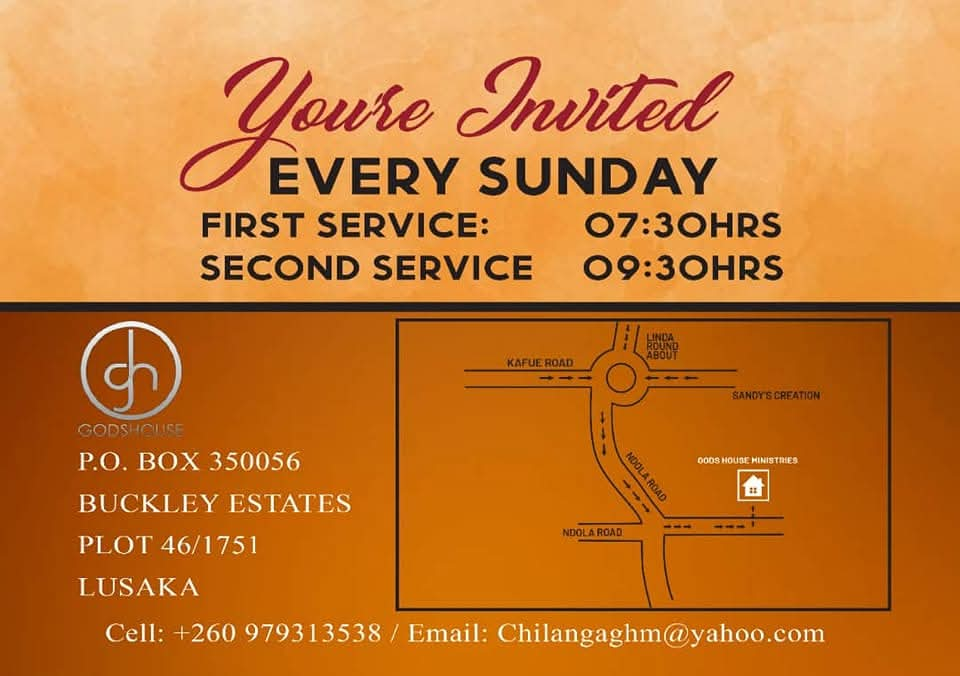 You're Invited
EVERY SUNDAY
FIRST SERVICE: 07:30HRS
SECOND SERVICE 09:30HRS
gh
GODSHOUSE
P.O. BOX 350056
BUCKLEY ESTATES
PLOT 46/1751
LUSAKA
LINDA
ROUND
ABOUT
KAFUE ROAD
SANDY'S CREATION
NDOLA ROAD
GODS HOUSE MINISTRIES
NDOLA ROAD
Cell: +260 979313538 / Email: Chilangaghm@yahoo.com